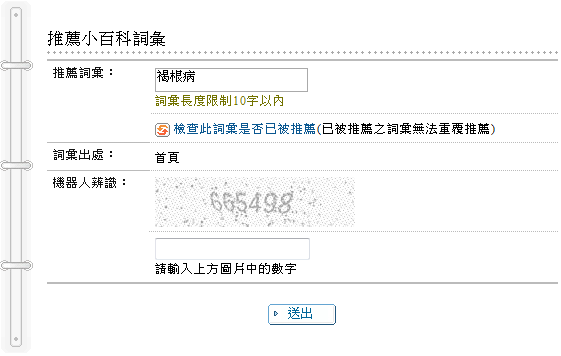 推薦小百科詞彙
推薦詞彙：
褐根病
詞彙長度限制10字以內
檢查此詞彙是否已被推薦(已被推薦之詞彙無法重覆推薦)
詞彙出處：
首頁
機器人辨識：
665498
請輸入上方圖片中的數字
送出